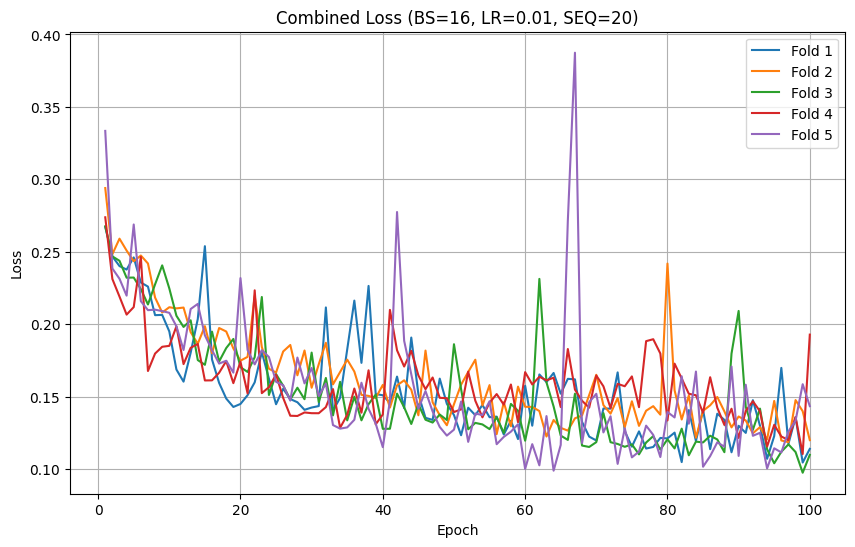 Combined Loss (BS=16, LR=0.01, SEQ=20)
Loss
0.40
0.35
0.30
0.25
0.20
0.15
0.10
0
20
40
60
80
100
Epoch
Fold 1
Fold 2
Fold 3
Fold 4
Fold 5